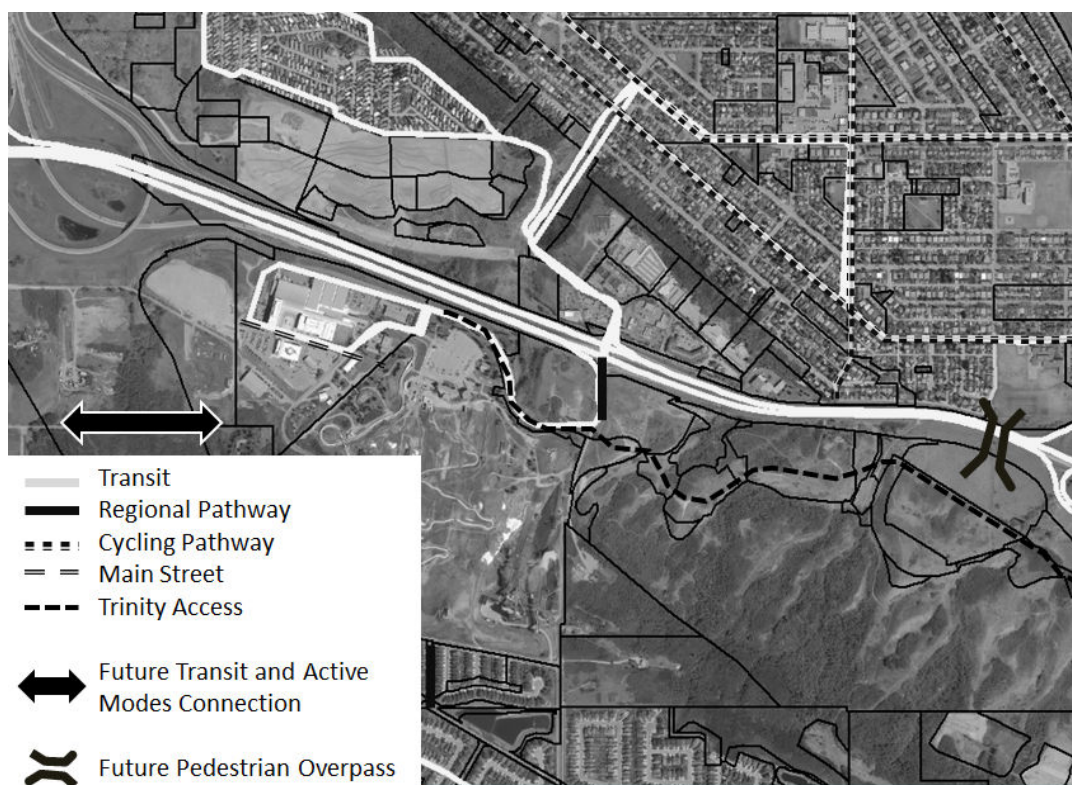 Transit
Regional Pathway
Cycling Pathway
Main Street
Trinity Access
Future Transit and Active
Modes Connection
Future Pedestrian Overpass